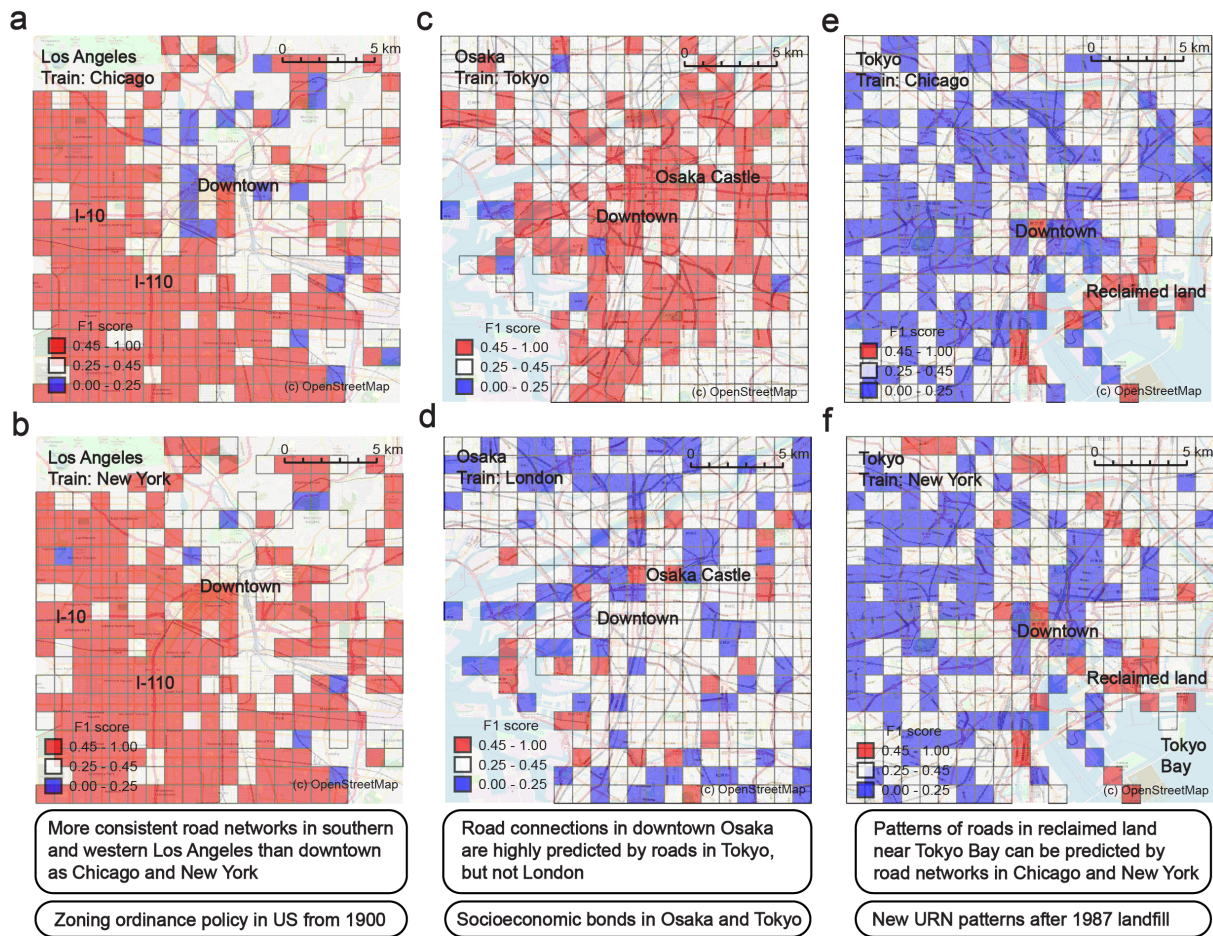 a
Los Angeles
Train: Chicago
0
5 km
Downtown
I-10
I-110
F1 score
0.45 - 1.00
0.25 - 0.45
0.00 - 0.25
(c) OpenStreetMap
b
Los Angeles
Train: New York
0
5 km
Downtown
I-10
I-110
F1 score
0.45 - 1.00
0.25 - 0.45
0.00 - 0.25
(c) OpenStreetMap
More consistent road networks in southern
and western Los Angeles than downtown
as Chicago and New York
Zoning ordinance policy in US from 1900
c
Osaka
Train: Tokyo
0
5 km
Osaka Castle
Downtown
F1 score
0.45 - 1.00
0.25 - 0.45
0.00 - 0.25
(c) OpenStreetMap
d
Osaka
Train: London
0
5 km
Osaka Castle
Downtown
F1 score
0.45 - 1.00
0.25 - 0.45
0.00 - 0.25
(c) OpenStreetMap
Road connections in downtown Osaka
are highly predicted by roads in Tokyo,
but not London
Socioeconomic bonds in Osaka and Tokyo
e
Tokyo
Train: Chicago
0
5 km
Downtown
Reclaimed land
F1 score
0.45 - 1.00
0.25 - 0.45
0.00 - 0.25
(c) OpenStreetMap
f
Tokyo
Train: New York
0
5 km
Downtown
Reclaimed land
Tokyo
Bay
F1 score
0.45 - 1.00
0.25 - 0.45
0.00 - 0.25
(c) OpenStreetMap
Patterns of roads in reclaimed land
near Tokyo Bay can be predicted by
road networks in Chicago and New York
New URN patterns after 1987 landfill